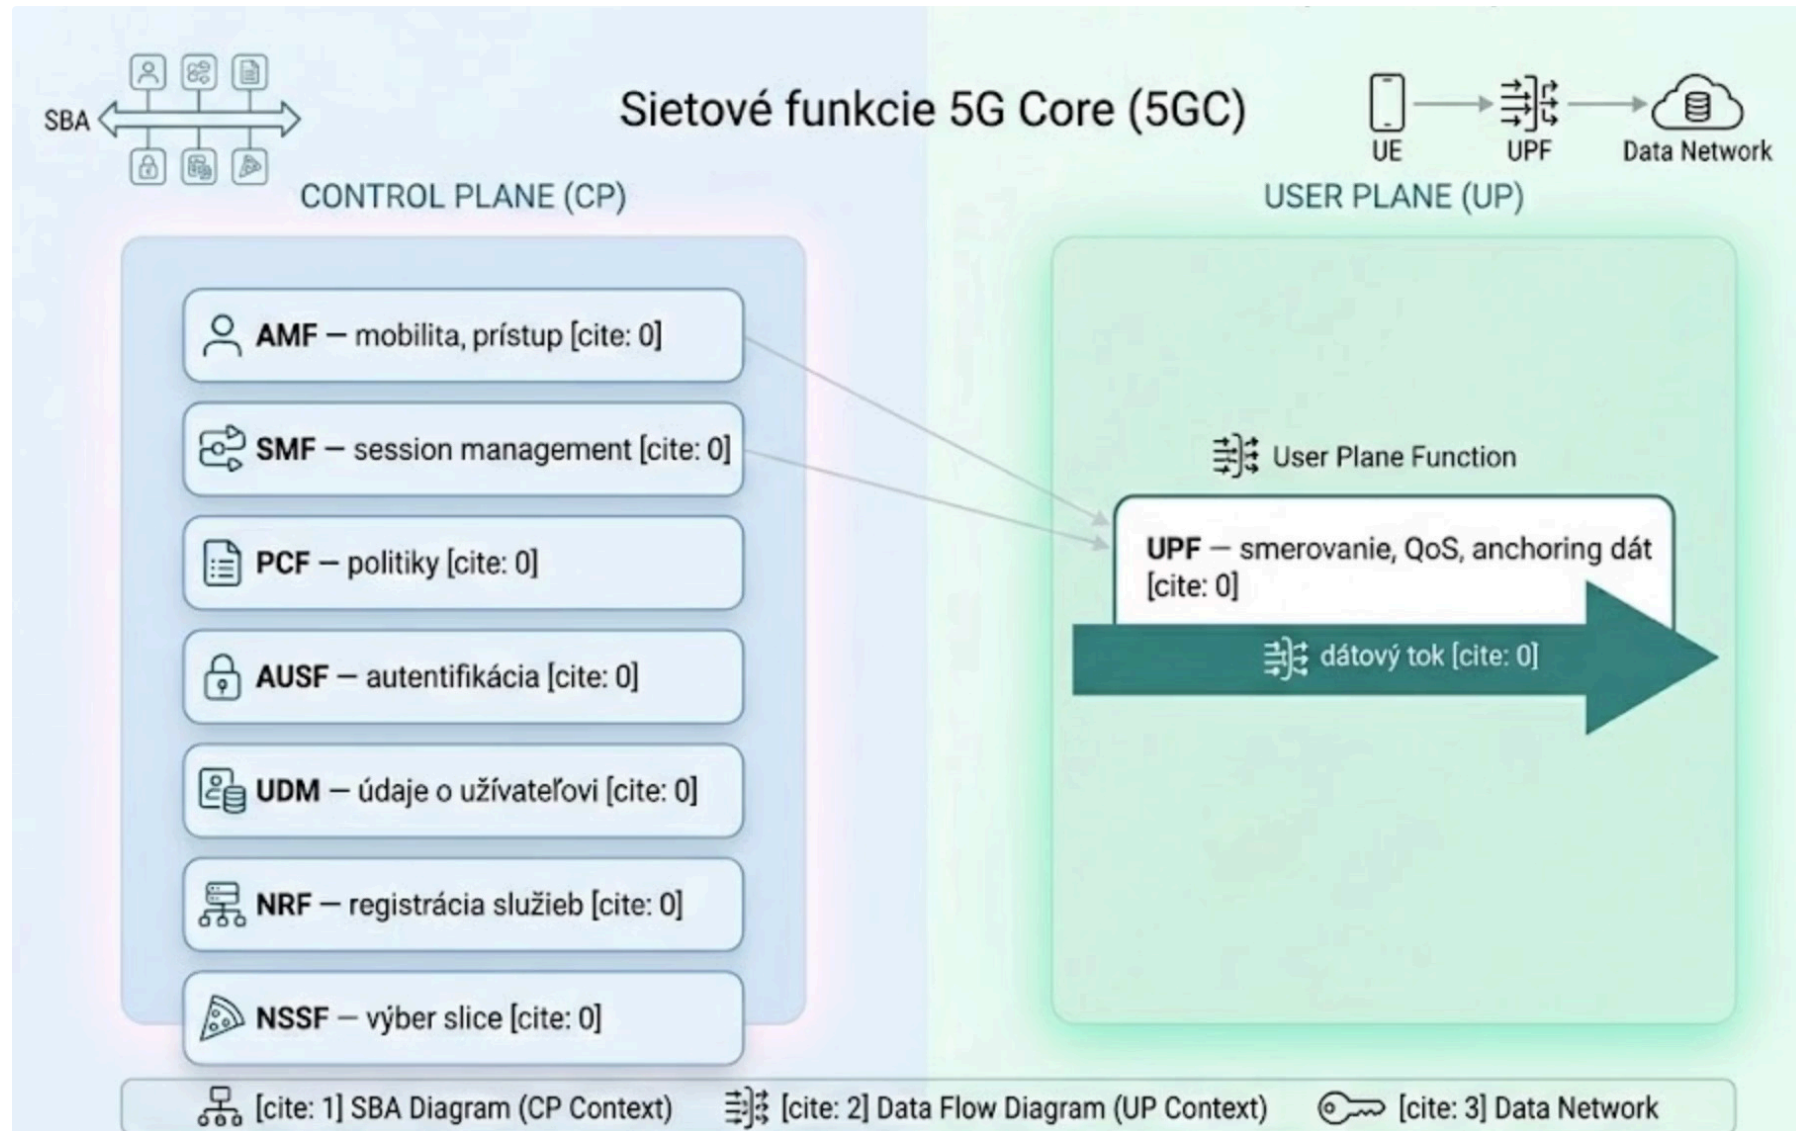 SBA
Sietové funkcie 5G Core (5GC)
UE
UPF
Data Network
CONTROL PLANE (CP)
USER PLANE (UP)
AMF — mobilita, prístup [cite: 0]
SMF — session management [cite: 0]
PCF — politiky [cite: 0]
AUSF — autentifikácia [cite: 0]
UDM — údaje o užívateľovi [cite: 0]
NRF — registrácia služieb [cite: 0]
NSSF — výber slice [cite: 0]
User Plane Function
UPF — smerovanie, QoS, anchoring dát
[cite: 0]
dátový tok [cite: 0]
[cite: 1] SBA Diagram (CP Context)
[cite: 2] Data Flow Diagram (UP Context)
[cite: 3] Data Network